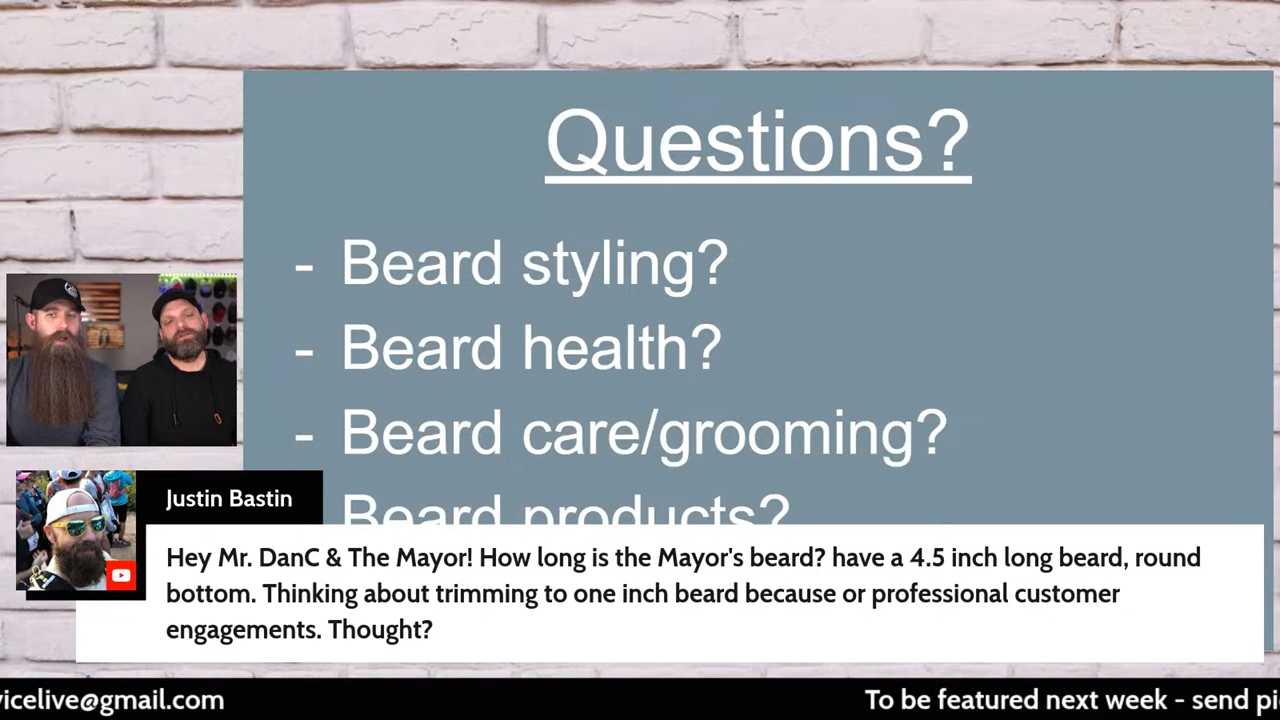 Questions?
- Beard styling?
- Beard health?
- Beard care/grooming?
Beard products?
Justin Bastin
Hey Mr. DanC & The Mayor! How long is the Mayor's beard? have a 4.5 inch long beard, round
bottom. Thinking about trimming to one inch beard because or professional customer
engagements. Thought?
vicelive@gmail.com
To be featured next week - send pi